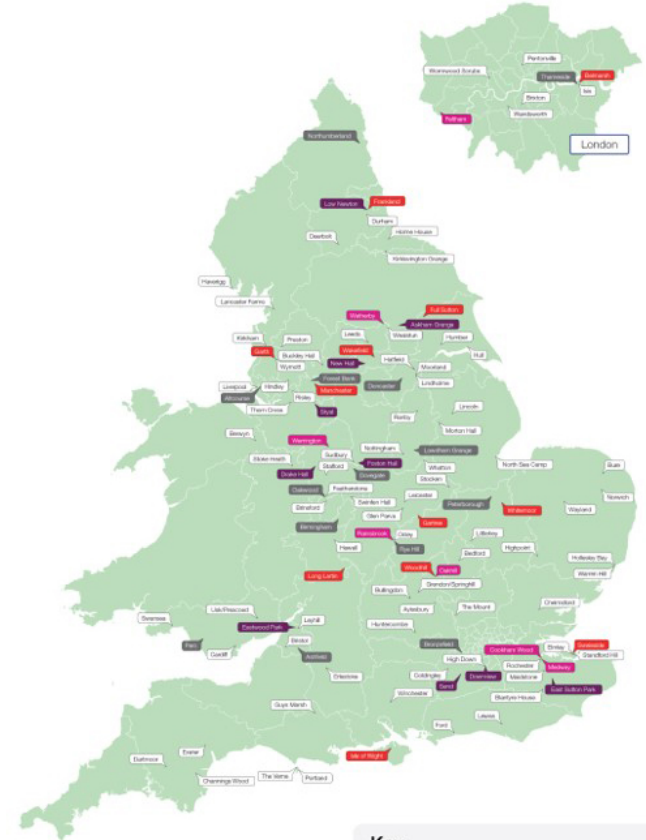 Pentonville
Wormwood Scrubs
Thameside
Belmarsh
Isis
Brixton
Wandsworth
Feltham
London
Northumberland
Low Newton
Frankland
Durham
Deerbolt
Holme House
Kirklevington Grange
Haverigg
Lancaster Farms
Wetherby
Full Sutton
Askham Grange
Kirkham
Preston
Leeds
Wealstun
Humber
Garth
Buckley Hall
Wakefield
New Hall
Hatfield
Hull
Wymott
Moorland
Forest Bank
Doncaster
Lindholme
Liverpool
Hindley
Manchester
Altcourse
Risley
Thorn Cross
Styal
Ranby
Lincoln
Morton Hall
Berwyn
Werrington
Nottingham
Lowdham Grange
Sudbury
Stoke Heath
Stafford
Foston Hall
Whatton
North Sea Camp
Bure
Drake Hall
Dovegate
Stocken
Oakwood
Featherstone
Leicester
Norwich
Swinfen Hall
Peterborough
Whitemoor
Wayland
Brinsford
Glen Parva
Gartree
Birmingham
Rainsbrook
Onley
Littlehey
Hewell
Rye Hill
Bedford
Highpoint
Hollesley Bay
Long Lartin
Woodhill
Oakhill
Warren Hill
Bullingdon
Grendon/Springhill
Usk/Prescoed
Aylesbury
The Mount
Chelmsford
Swansea
Leyhill
Eastwood Park
Huntercombe
Parc
Bristol
Bronzefield
Cookham Wood
Elmley
Swaleside
Cardiff
Ashfield
High Down
Standford Hill
Rochester
Medway
Erlestoke
Coldingley
Downview
Maidstone
Send
East Sutton Park
Winchester
Blantyre House
Guys Marsh
Ford
Lewes
Exeter
Isle of Wight
Dartmoor
Channings Wood
The Verne
Portland